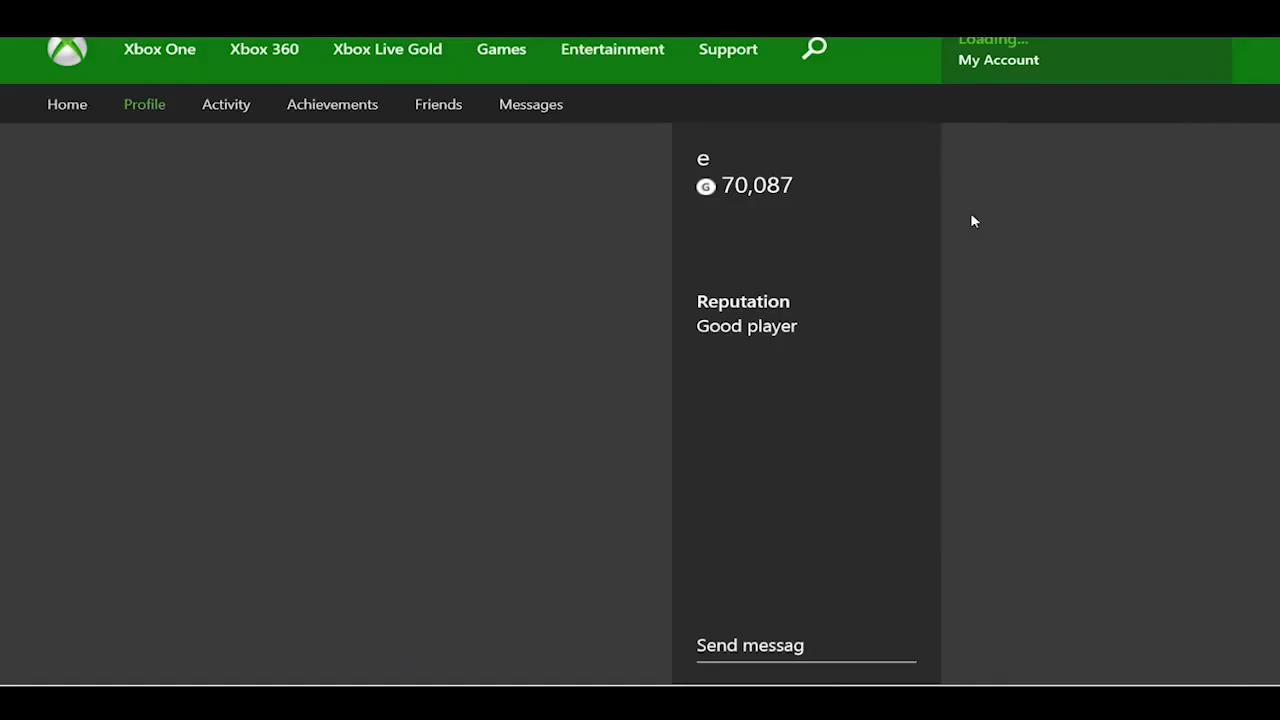 Xbox One Xbox 360 Xbox Live Gold Games Entertainment Support
Loading...
My Account
Home Profile Activity Achievements Friends Messages
e
G 70,087
Reputation
Good player
Send messag